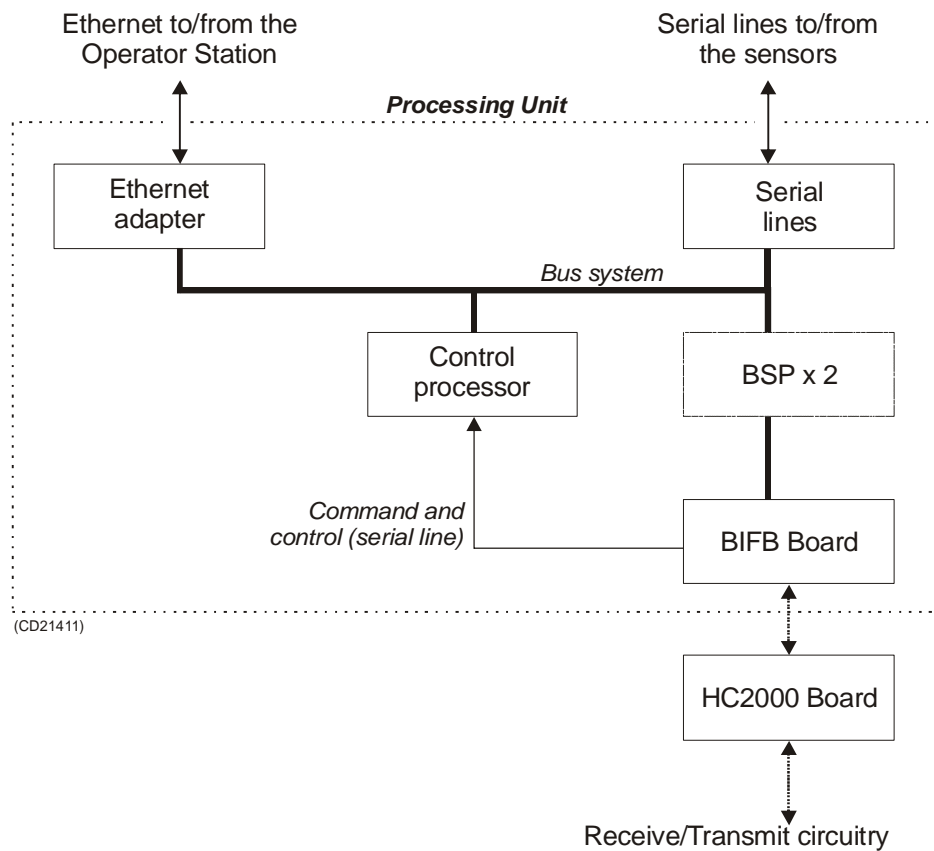 Ethernet to/from the
Operator Station
Serial lines to/from
the sensors
Processing Unit
Ethernet
adapter
Serial
lines
Bus system
Control
processor
BSP x 2
Command and
control (serial line)
BIFB Board
(CD21411)
HC2000 Board
Receive/Transmit circuitry